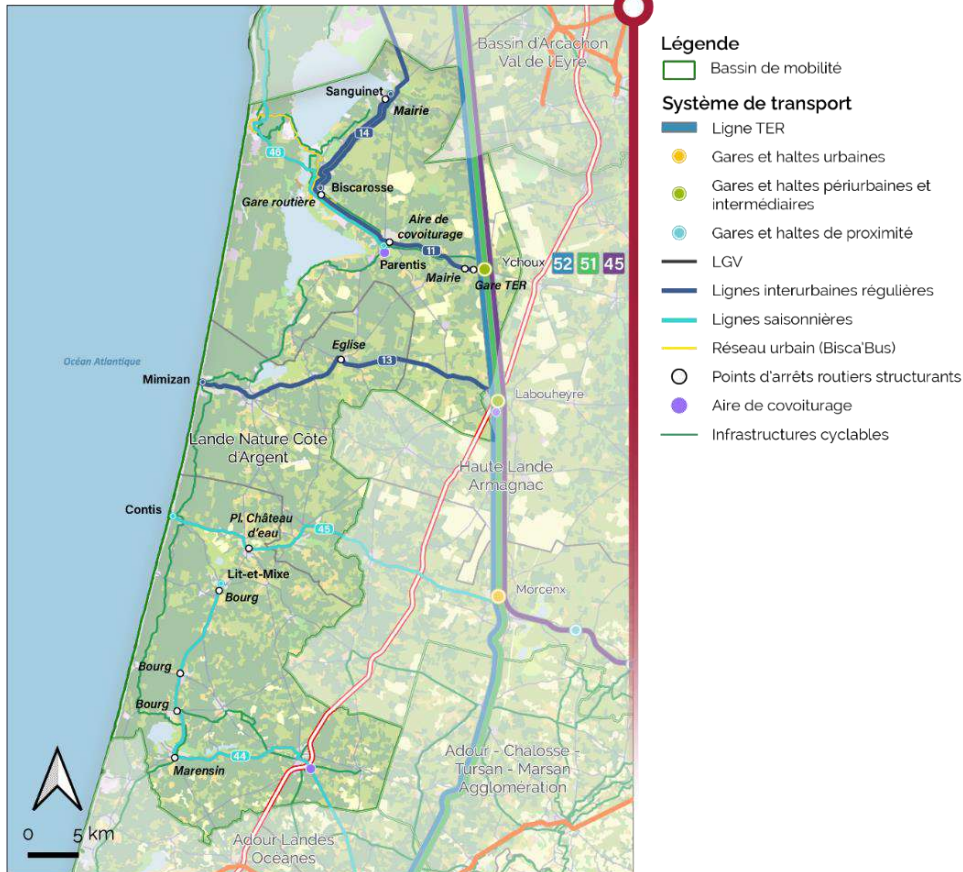 Bassin d'Arcachon
Val de l'Eyre
Sanguinet
Mairie
14
46
Biscarosse
Gare routière
Aire de
covoiturage
11
Parentis
Mairie
Ychoux
52
51
45
Gare TER
Océan Atlantique
Eglise
13
Mimizan
Labouheyre
Lande Nature Côte
d'Argent
Haute Lande
Armagnac
Contis
Pl. Château
d'eau
45
Lit-et-Mixe
Bourg
Morcenx
Bourg
Bourg
44
Marensin
Adour - Chalosse -
Tursan - Marsan
Agglomération
0 5 km
Adour Landes
Oceanes
Légende
Bassin de mobilité
Système de transport
Ligne TER
Gares et haltes urbaines
Gares et haltes périurbaines et
intermédiaires
Gares et haltes de proximité
LGV
Lignes interurbaines régulières
Lignes saisonnières
Réseau urbain (Bisca'Bus)
Points d'arrêts routiers structurants
Aire de covoiturage
Infrastructures cyclables